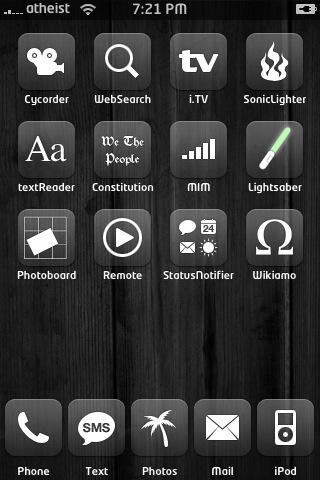 atheist 7:21 PM
tv
Cycorder WebSearch i.TV SonicLighter
Aa We The
People
textReader Constitution MIM Lightsaber
24
Ω
Photoboard Remote StatusNotifier Wikiamo
SMS
Phone Text Photos Mail iPod